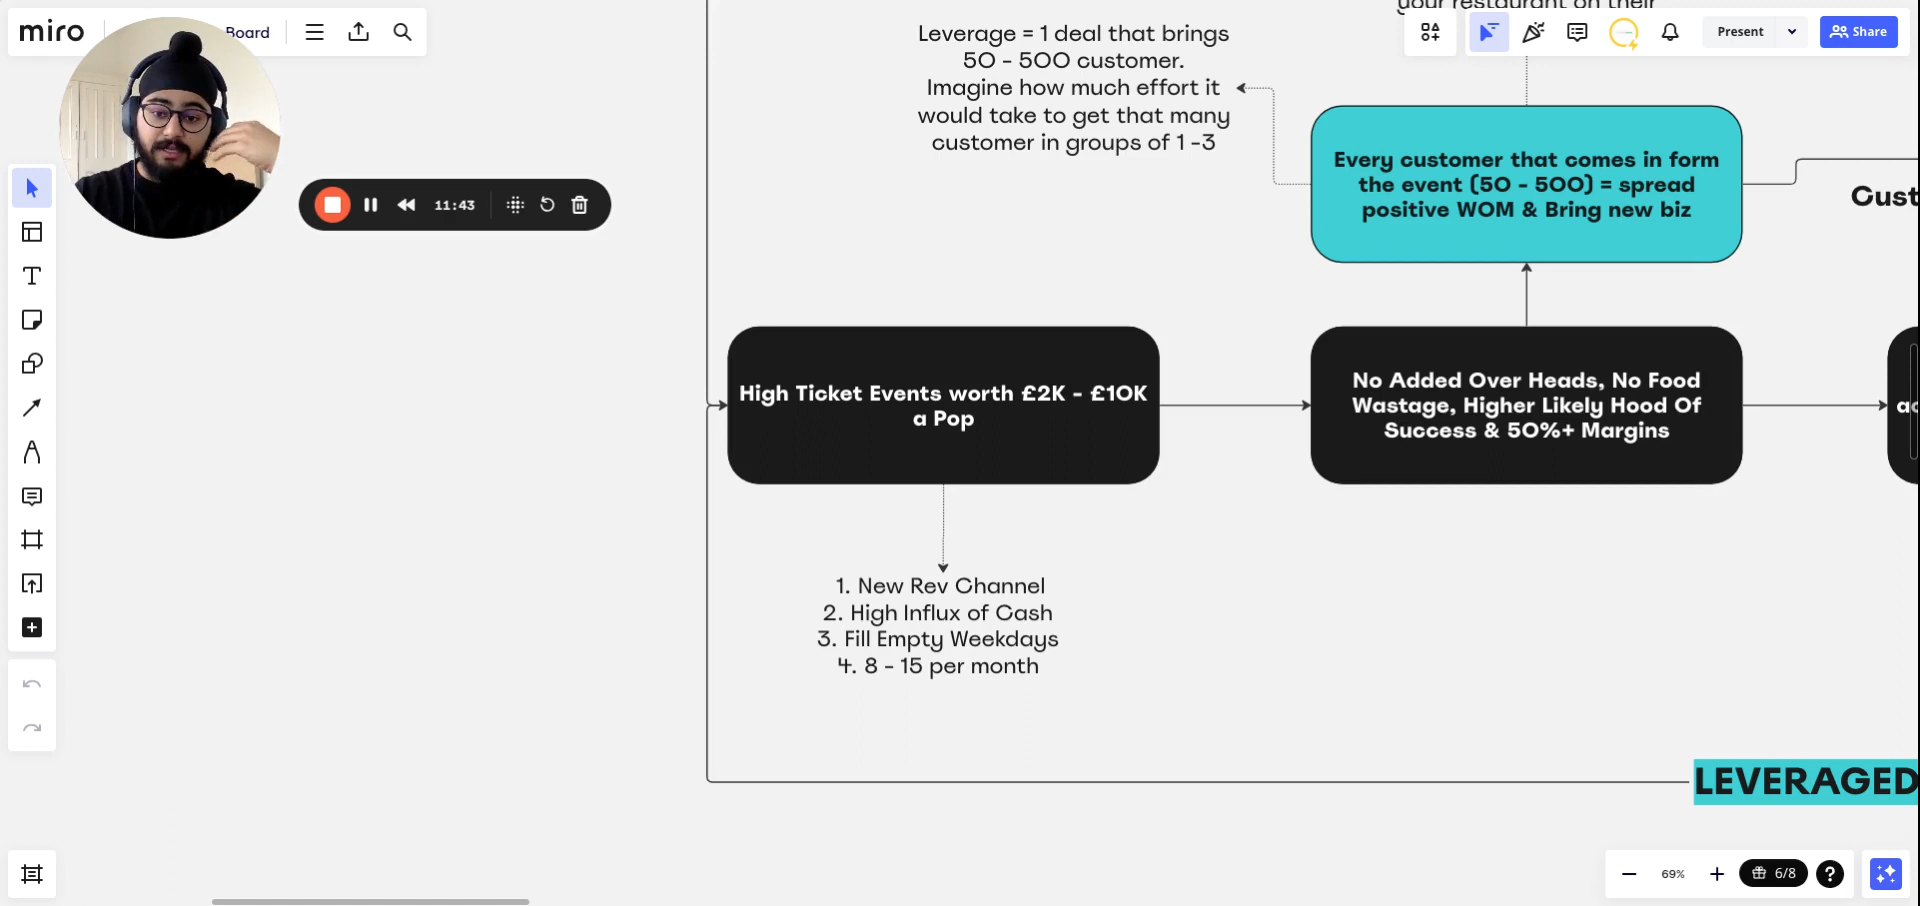 miro
Board
your restaurant on their
Present
Share
11:43
Leverage = 1 deal that brings
50 - 500 customer.
Imagine how much effort it
would take to get that many
customer in groups of 1 -3
Every customer that comes in form
the event (50 - 500) = spread
positive WOM & Bring new biz
Cust
High Ticket Events worth £2K - £10K
a Pop
No Added Over Heads, No Food
Wastage, Higher Likely Hood Of
Success & 50%+ Margins
1. New Rev Channel
2. High Influx of Cash
3. Fill Empty Weekdays
4. 8 - 15 per month
LEVERAGED
69%
6/8